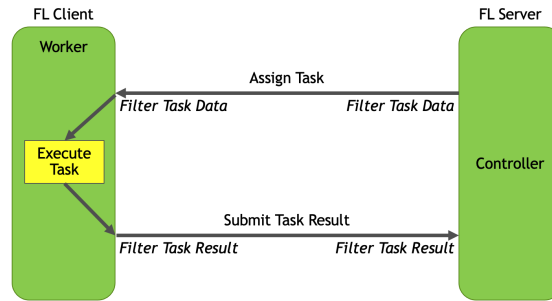 FL Client
FL Server
Worker
Assign Task
Filter Task Data
Filter Task Data
Execute
Task
Controller
Submit Task Result
Filter Task Result
Filter Task Result